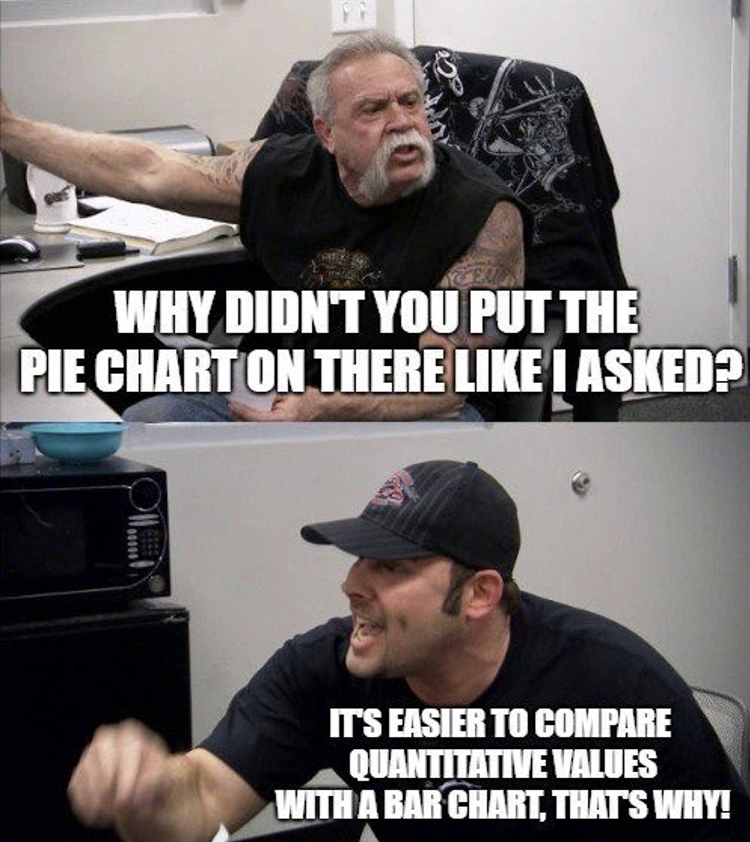 WHY DIDN'T YOU PUT THE
PIE CHART ON THERE LIKE I ASKED?
IT'S EASIER TO COMPARE
QUANTITATIVE VALUES
WITH A BAR CHART, THAT'S WHY!